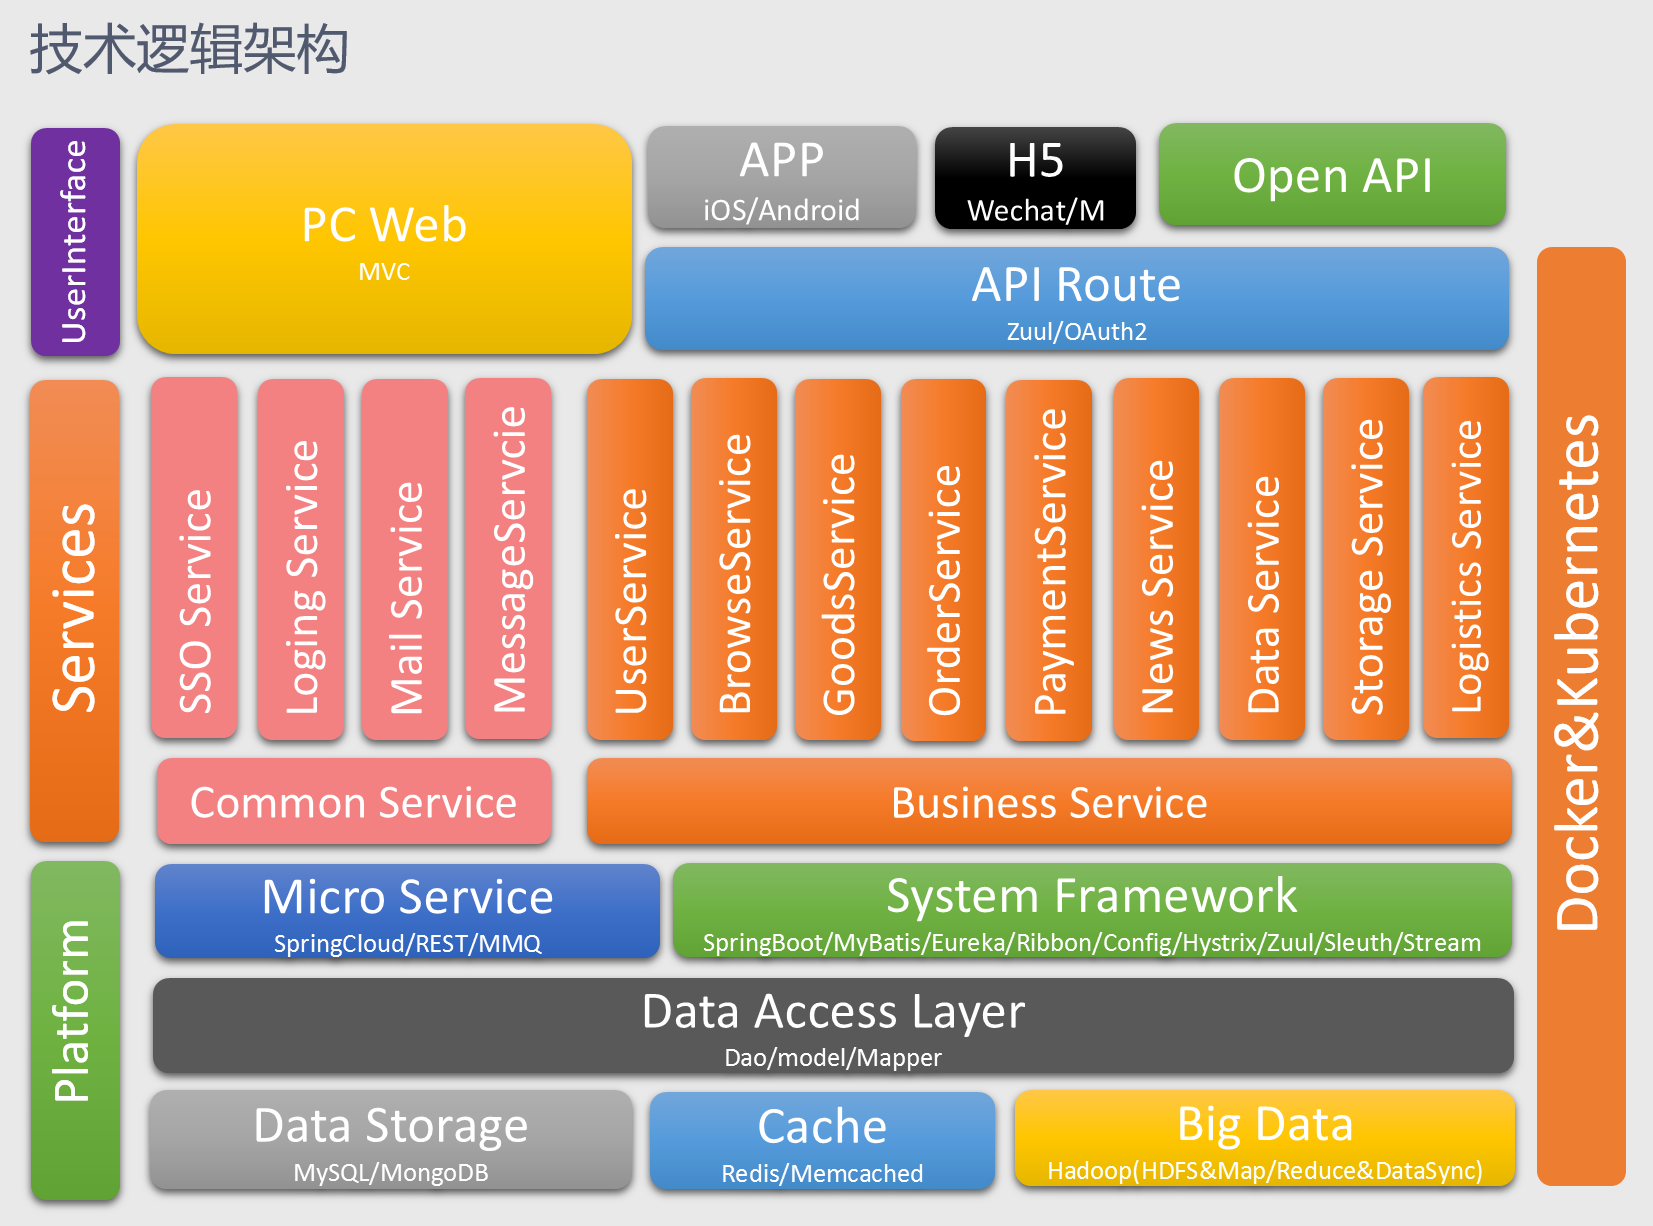 技术逻辑架构
UserInterface
PC Web
MVC
APP
iOS/Android
H5
Wechat/M
Open API
API Route
Zuul/OAuth2
Services
SSO Service
Loging Service
Mail Service
MessageServcie
UserService
BrowseService
GoodsService
OrderService
PaymentService
News Service
Data Service
Storage Service
Logistics Service
Common Service
Business Service
Platform
Micro Service
SpringCloud/REST/MMQ
System Framework
SpringBoot/MyBatis/Eureka/Ribbon/Config/Hystrix/Zuul/Sleuth/Stream
Data Access Layer
Dao/model/Mapper
Data Storage
MySQL/MongoDB
Cache
Redis/Memcached
Big Data
Hadoop(HDFS&Map/Reduce&DataSync)
Docker&Kubernetes